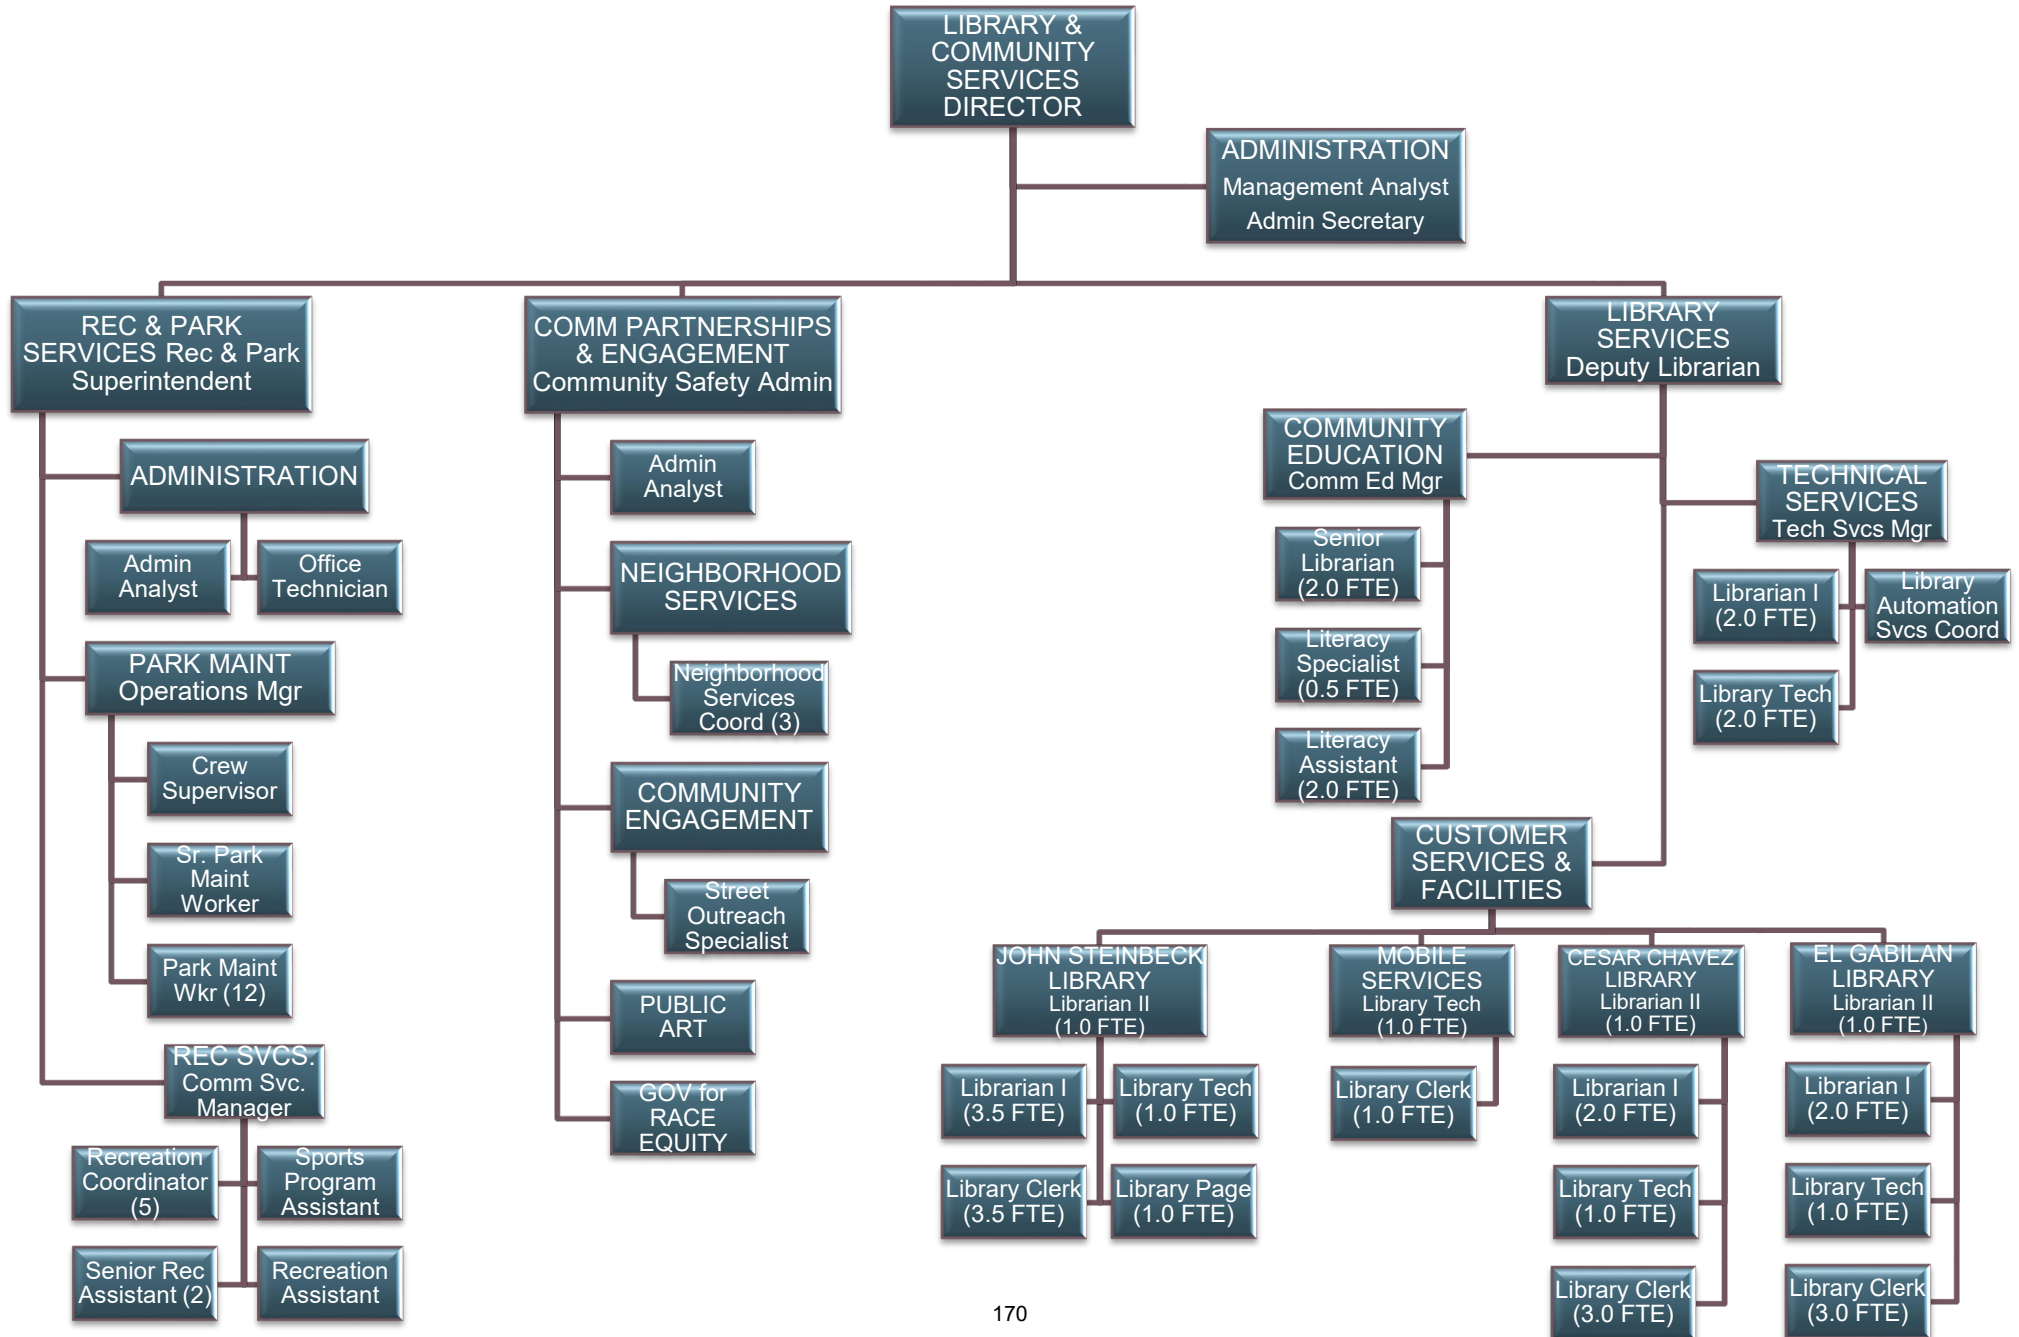 LIBRARY &
COMMUNITY
SERVICES
DIRECTOR
ADMINISTRATION
Management Analyst
Admin Secretary
REC & PARK
SERVICES Rec & Park
Superintendent
ADMINISTRATION
Admin
Analyst
Office
Technician
PARK MAINT
Operations Mgr
Crew
Supervisor
Sr. Park
Maint
Worker
Park Maint
Wkr (12)
REC SVCS.
Comm Svc.
Manager
Recreation
Coordinator
(5)
Sports
Program
Assistant
Senior Rec
Assistant (2)
Recreation
Assistant
COMM PARTNERSHIPS
& ENGAGEMENT
Community Safety Admin
Admin
Analyst
NEIGHBORHOOD
SERVICES
Neighborhood
Services
Coord (3)
COMMUNITY
ENGAGEMENT
Street
Outreach
Specialist
PUBLIC
ART
GOV for
RACE
EQUITY
LIBRARY
SERVICES
Deputy Librarian
COMMUNITY
EDUCATION
Comm Ed Mgr
Senior
Librarian
(2.0 FTE)
Literacy
Specialist
(0.5 FTE)
Literacy
Assistant
(2.0 FTE)
TECHNICAL
SERVICES
Tech Svcs Mgr
Librarian I
(2.0 FTE)
Library
Automation
Svcs Coord
Library Tech
(2.0 FTE)
CUSTOMER
SERVICES &
FACILITIES
JOHN STEINBECK
LIBRARY
Librarian II
(1.0 FTE)
Librarian I
(3.5 FTE)
Library Tech
(1.0 FTE)
Library Clerk
(3.5 FTE)
Library Page
(1.0 FTE)
MOBILE
SERVICES
Library Tech
(1.0 FTE)
Library Clerk
(1.0 FTE)
CESAR CHAVEZ
LIBRARY
Librarian II
(1.0 FTE)
Librarian I
(2.0 FTE)
Library Tech
(1.0 FTE)
Library Clerk
(3.0 FTE)
EL GABILAN
LIBRARY
Librarian II
(1.0 FTE)
Librarian I
(2.0 FTE)
Library Tech
(1.0 FTE)
Library Clerk
(3.0 FTE)
170